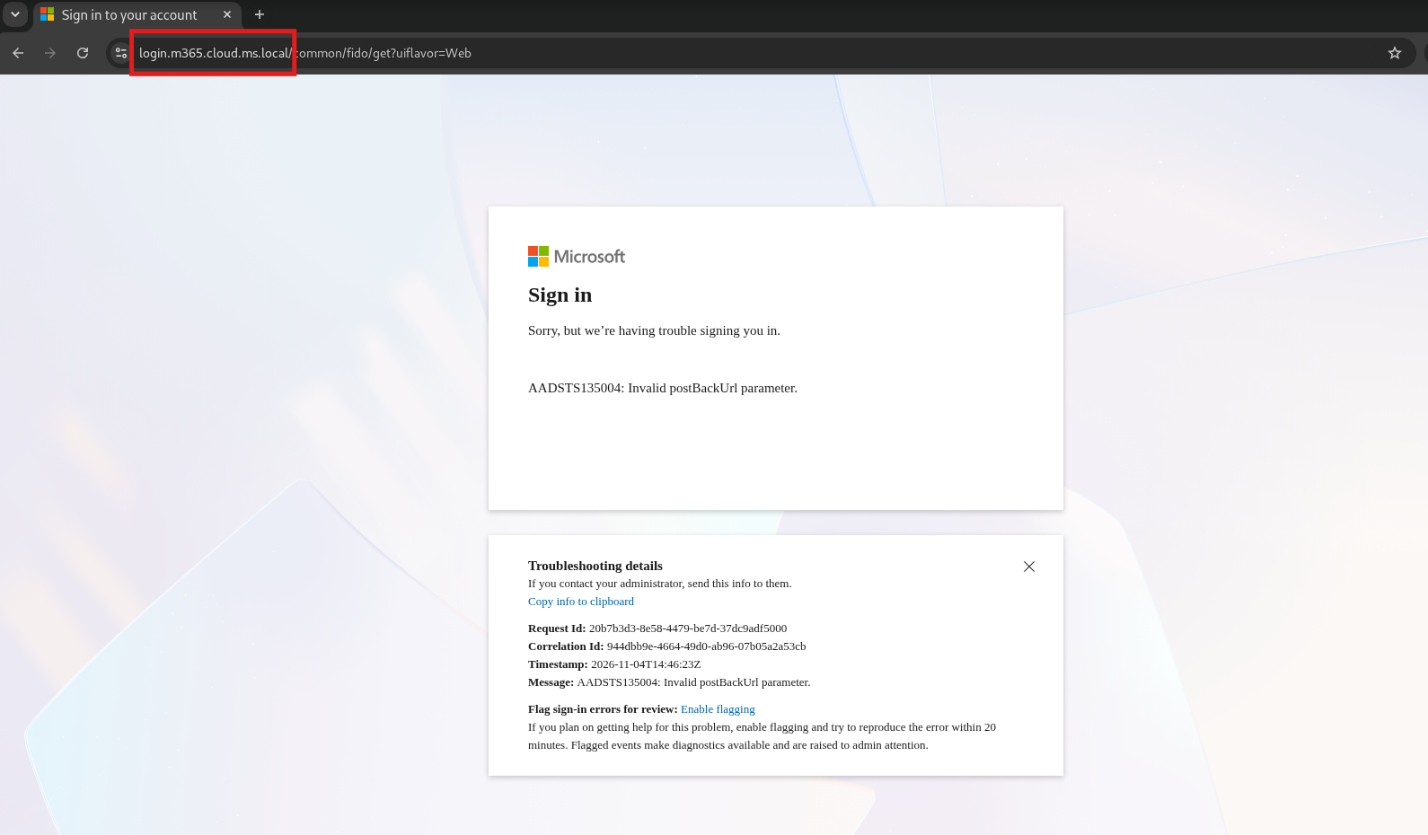 Sign in to your account
login.m365.cloud.ms.local/common/fido/get?uiflavor=Web
Microsoft
Sign in
Sorry, but we’re having trouble signing you in.
AADSTS135004: Invalid postBackUrl parameter.
Troubleshooting details
If you contact your administrator, send this info to them.
Copy info to clipboard
Request Id: 20b7b3d3-8e58-4479-be7d-37dc9adf5000
Correlation Id: 944dbb9e-4664-49d0-ab96-07b05a2a53cb
Timestamp: 2026-11-04T14:46:23Z
Message: AADSTS135004: Invalid postBackUrl parameter.
Flag sign-in errors for review: Enable flagging
If you plan on getting help for this problem, enable flagging and try to reproduce the error within 20
minutes. Flagged events make diagnostics available and are raised to admin attention.